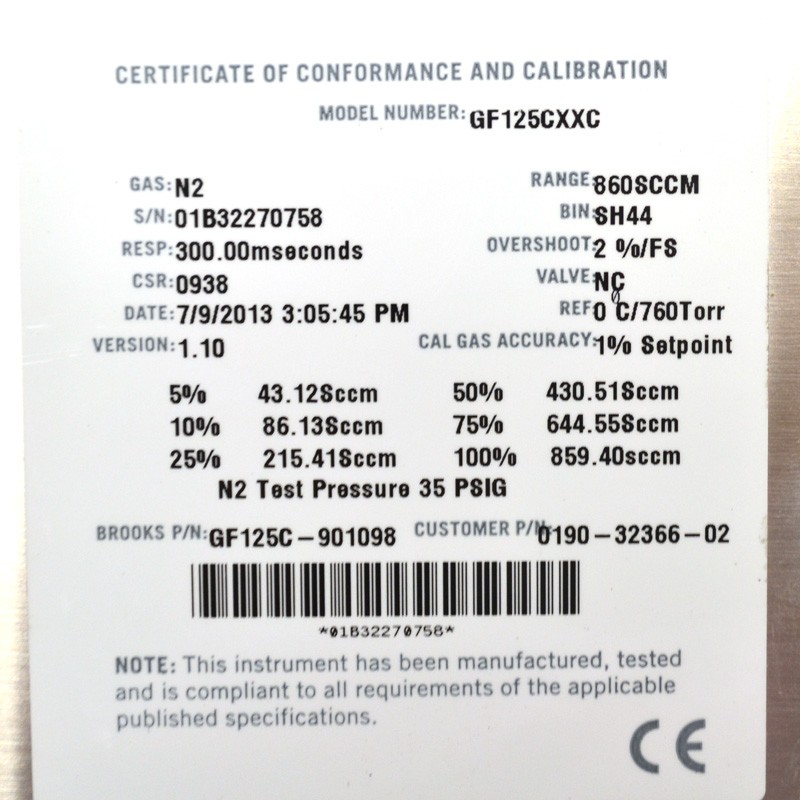 CERTIFICATE OF CONFORMANCE AND CALIBRATION
MODEL NUMBER: GF125CXXC
GAS: N2 RANGE: 860SCCM
S/N: 01B32270758 BIN: SH44
RESP: 300.00mseconds OVERSHOOT: 2 %/FS
CSR: 0938 VALVE: NC
DATE: 7/9/2013 3:05:45 PM REF: 0 C/760Torr
VERSION: 1.10 CAL GAS ACCURACY: 1% Setpoint
5% 43.12Sccm 50% 430.51Sccm
10% 86.13Sccm 75% 644.55Sccm
25% 215.41Sccm 100% 859.40sccm
N2 Test Pressure 35 PSIG
BROOKS P/N: GF125C-901098 CUSTOMER P/N: 0190-32366-02
*01B32270758*
NOTE: This instrument has been manufactured, tested
and is compliant to all requirements of the applicable
published specifications.
CE